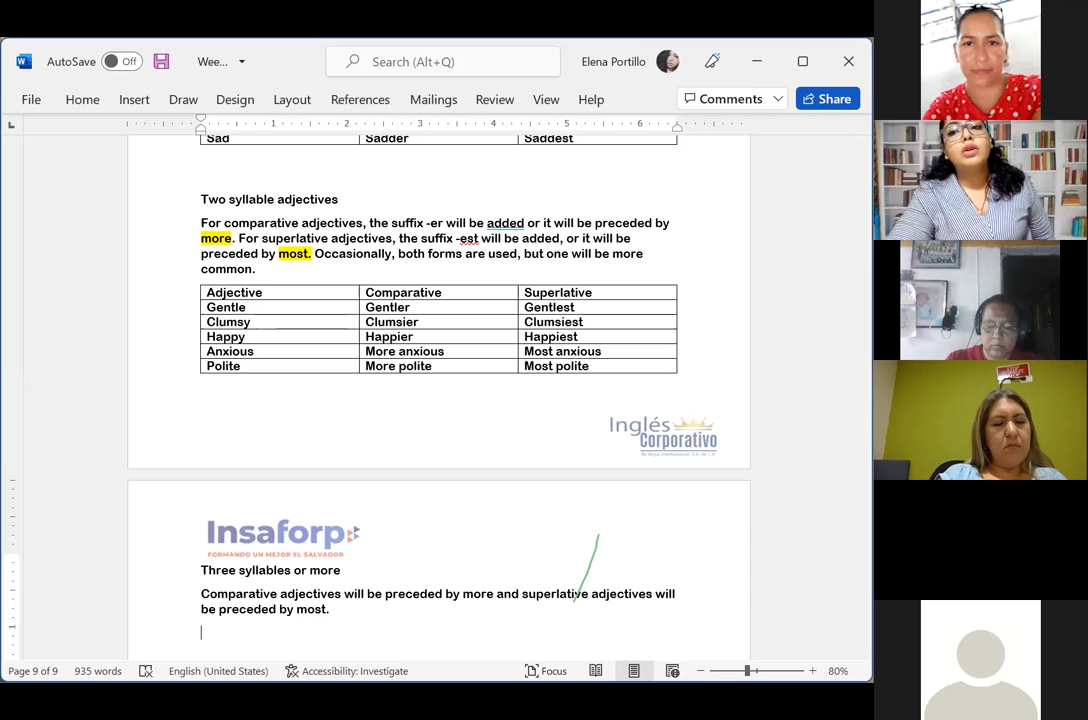 AutoSave Off Wee... Search (Alt+Q) Elena Portillo
File Home Insert Draw Design Layout References Mailings Review View Help Comments Share
1 2 3 4 5 6
Sad Sadder Saddest
Two syllable adjectives
For comparative adjectives, the suffix -er will be added or it will be preceded by
more. For superlative adjectives, the suffix -est will be added, or it will be
preceded by most. Occasionally, both forms are used, but one will be more
common.
Adjective Comparative Superlative
Gentle Gentler Gentlest
Clumsy Clumsier Clumsiest
Happy Happier Happiest
Anxious More anxious Most anxious
Polite More polite Most polite
Inglés
Corporativo
Insaforp
FORMANDO UN MEJOR EL SALVADOR
Three syllables or more
Comparative adjectives will be preceded by more and superlative adjectives will
be preceded by most.
Page 9 of 9 935 words English (United States) Accessibility: Investigate Focus 80%